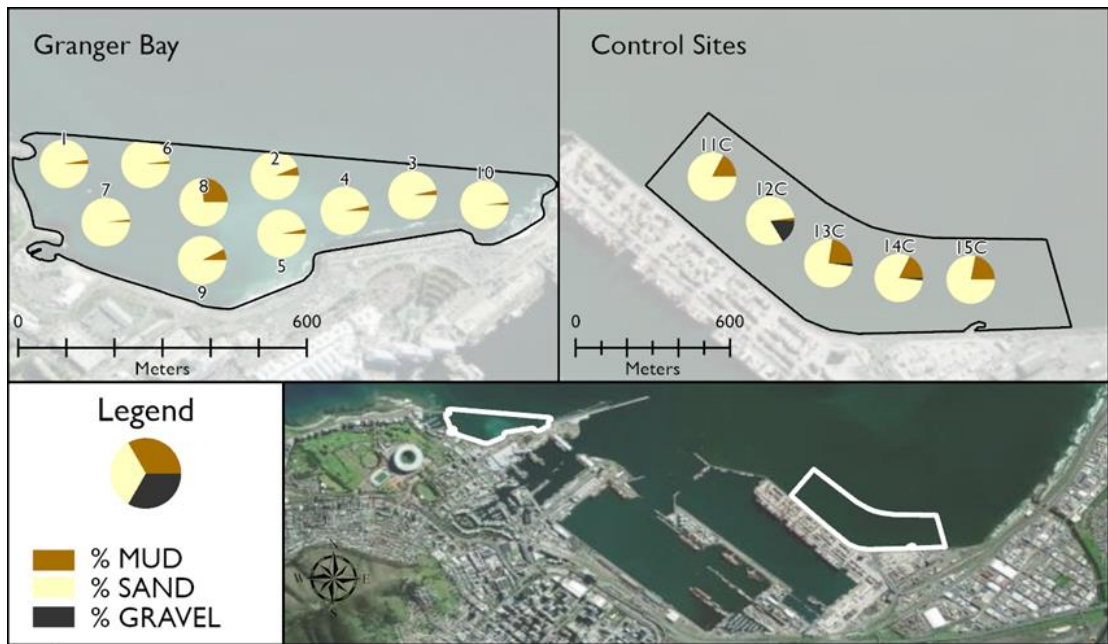 Granger Bay
1
6
2
3
10
7
8
4
5
9
0
600
Meters
Control Sites
11C
12C
13C
14C
15C
0
600
Meters
Legend
% MUD
% SAND
% GRAVEL
N
W E
S